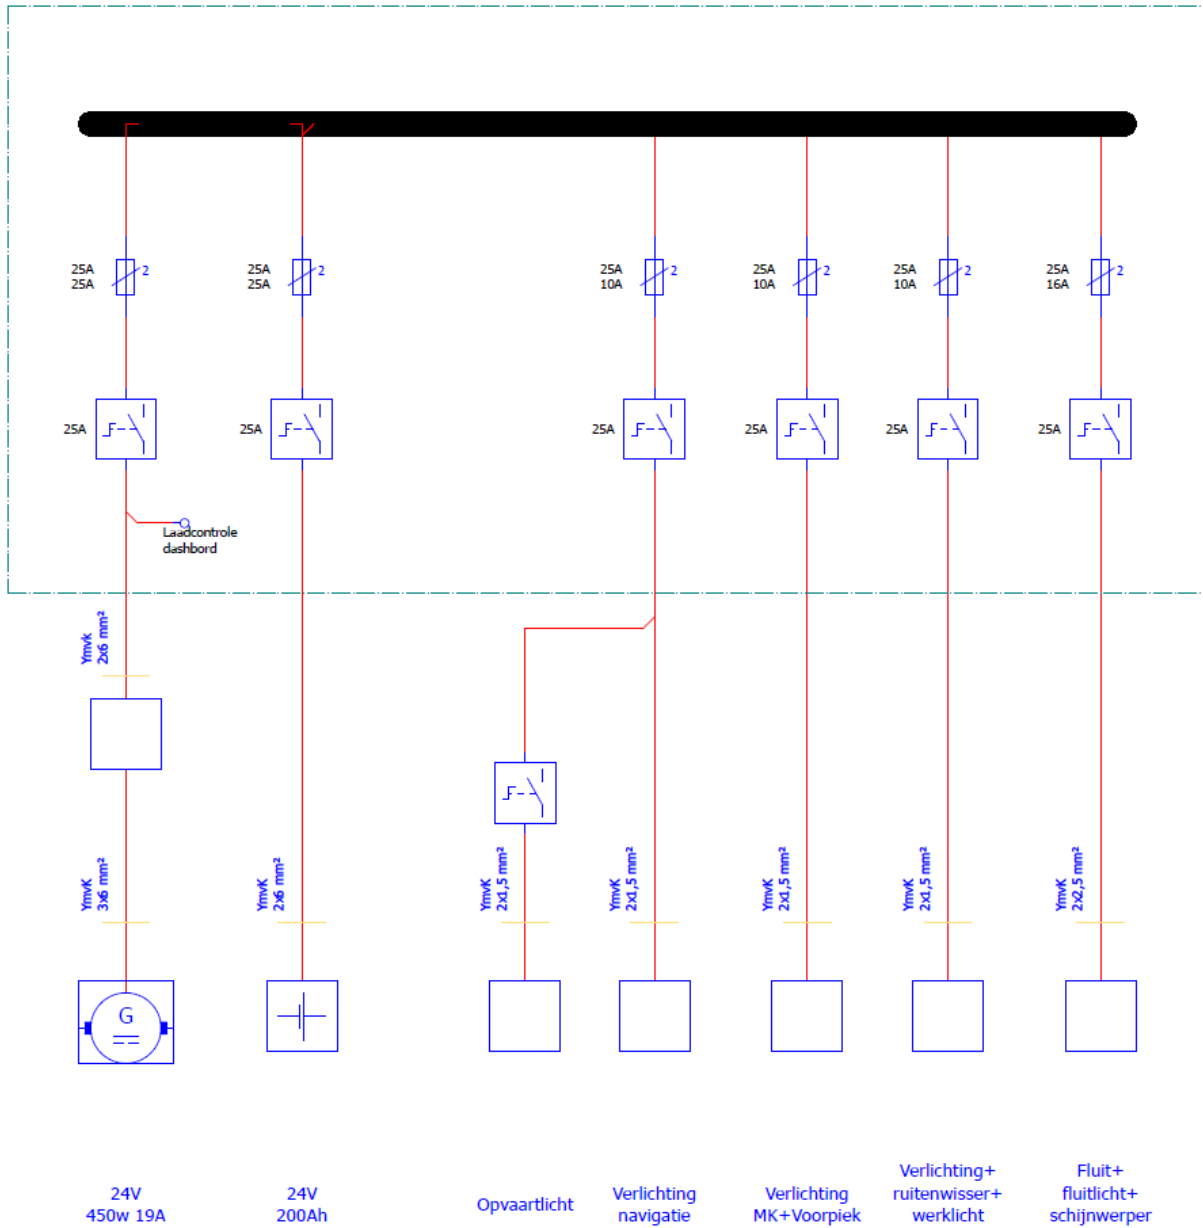 25A
25A
2
25A
25A
2
25A
10A
2
25A
10A
2
25A
10A
2
25A
16A
2
25A
25A
25A
25A
25A
25A
Laadcontrole
dashbord
Ymvk
2x6 mm²
YmvK
3x6 mm²
YmvK
2x6 mm²
YmvK
2x1,5 mm²
YmvK
2x1,5 mm²
YmvK
2x1,5 mm²
YmvK
2x1,5 mm²
YmvK
2x2,5 mm²
G
24V
450w 19A
24V
200Ah
Opvaartlicht
Verlichting
navigatie
Verlichting
MK+Voorpiek
Verlichting+
ruitenwisser+
werklicht
Fluit+
fluitlicht+
schijnwerper